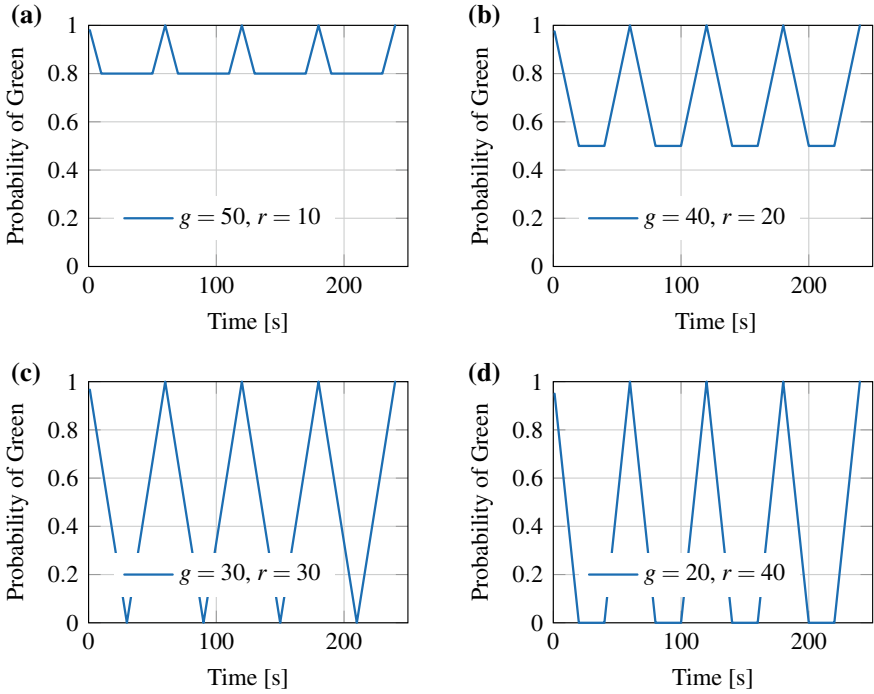 (a)
Probability of Green
1
0.8
0.6
0.4
0.2
0
g = 50, r = 10
0 100 200
Time [s]
(b)
Probability of Green
1
0.8
0.6
0.4
0.2
0
g = 40, r = 20
0 100 200
Time [s]
(c)
Probability of Green
1
0.8
0.6
0.4
0.2
0
g = 30, r = 30
0 100 200
Time [s]
(d)
Probability of Green
1
0.8
0.6
0.4
0.2
0
g = 20, r = 40
0 100 200
Time [s]